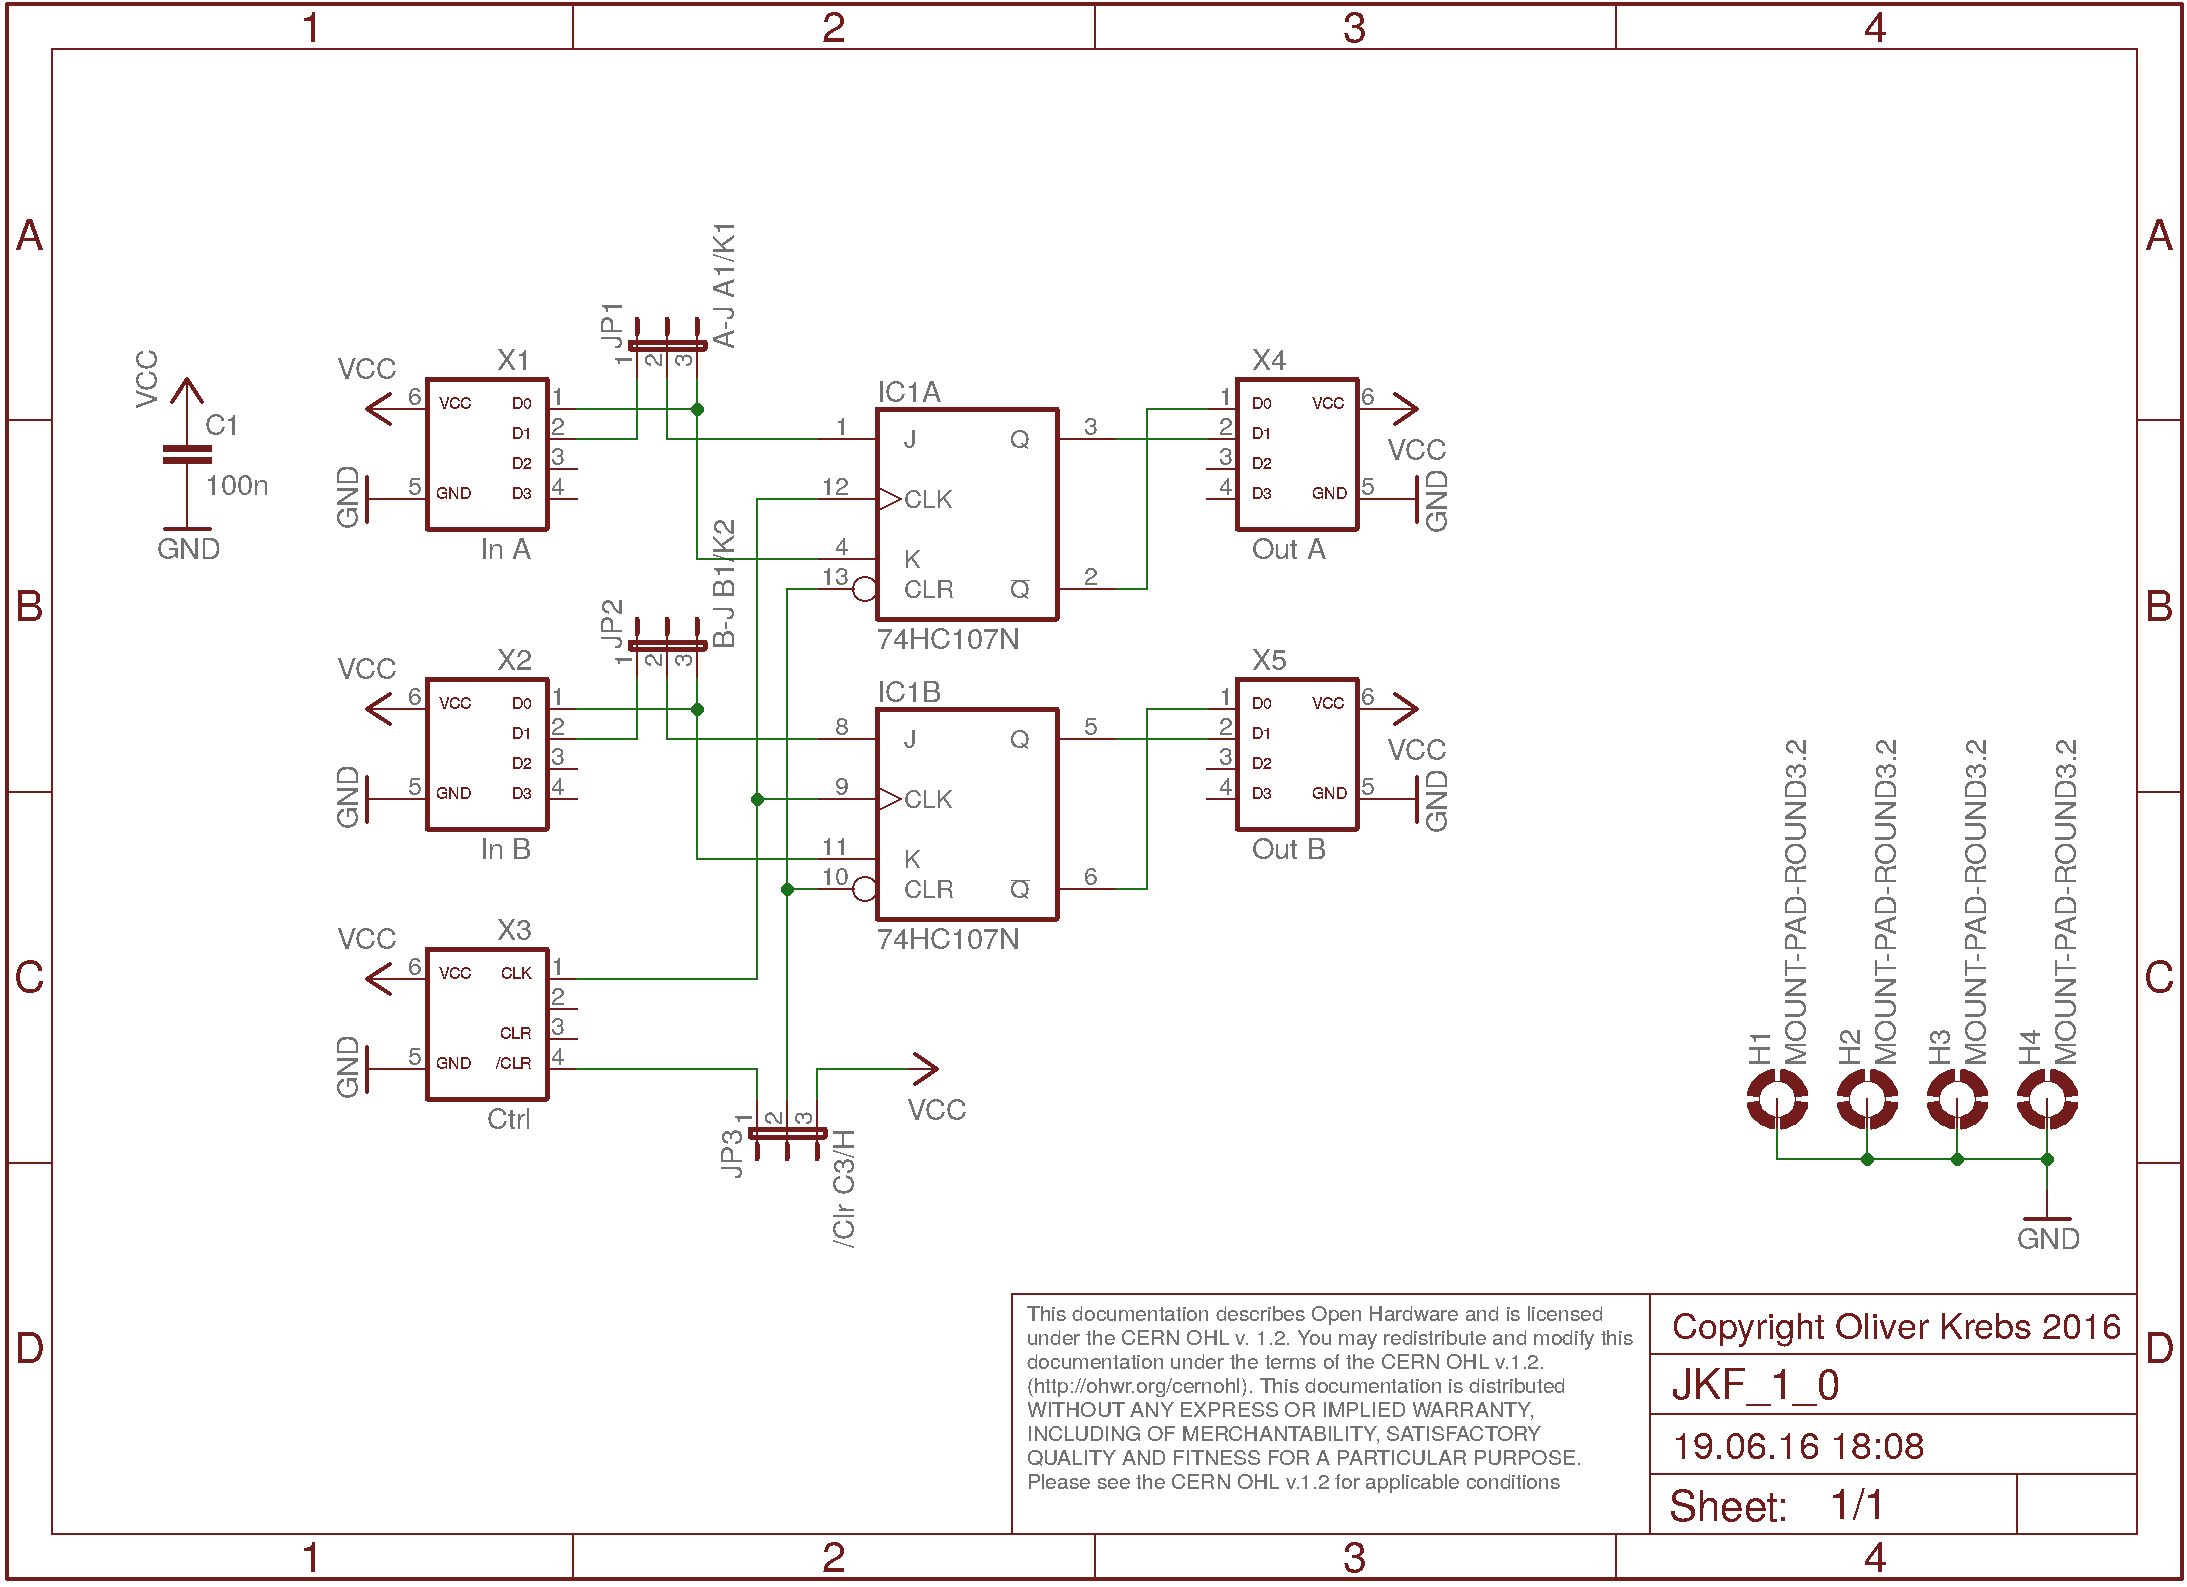 1 2 3 4
A A
B B
C C
D D
VCC
C1
100n
GND
X1
VCC
6 VCC D0 1
D1 2
D2 3
5 GND D3 4
GND
In A
JP1
1 2 3
A-J A1/K1
IC1A
1 J Q 3
12 CLK
4 K
13 CLR Q 2
74HC107N
X4
1 D0 VCC 6
2 D1
VCC
3 D2
4 D3 GND 5
GND
Out A
X2
VCC
6 VCC D0 1
D1 2
D2 3
5 GND D3 4
GND
In B
JP2
1 2 3
B-J B1/K2
IC1B
8 J Q 5
9 CLK
11 K
10 CLR Q 6
74HC107N
X5
1 D0 VCC 6
2 D1
VCC
3 D2
4 D3 GND 5
GND
Out B
X3
VCC
6 VCC CLK 1
2
CLR 3
5 GND /CLR 4
GND
Ctrl
JP3
1 2 3
/Clr C3/H
VCC
H1
MOUNT-PAD-ROUND3.2
H2
MOUNT-PAD-ROUND3.2
H3
MOUNT-PAD-ROUND3.2
H4
MOUNT-PAD-ROUND3.2
GND
This documentation describes Open Hardware and is licensed
under the CERN OHL v. 1.2. You may redistribute and modify this
documentation under the terms of the CERN OHL v.1.2.
(http://ohwr.org/cernohl). This documentation is distributed
WITHOUT ANY EXPRESS OR IMPLIED WARRANTY,
INCLUDING OF MERCHANTABILITY, SATISFACTORY
QUALITY AND FITNESS FOR A PARTICULAR PURPOSE.
Please see the CERN OHL v.1.2 for applicable conditions
Copyright Oliver Krebs 2016
JKF_1_0
19.06.16 18:08
Sheet: 1/1
1 2 3 4